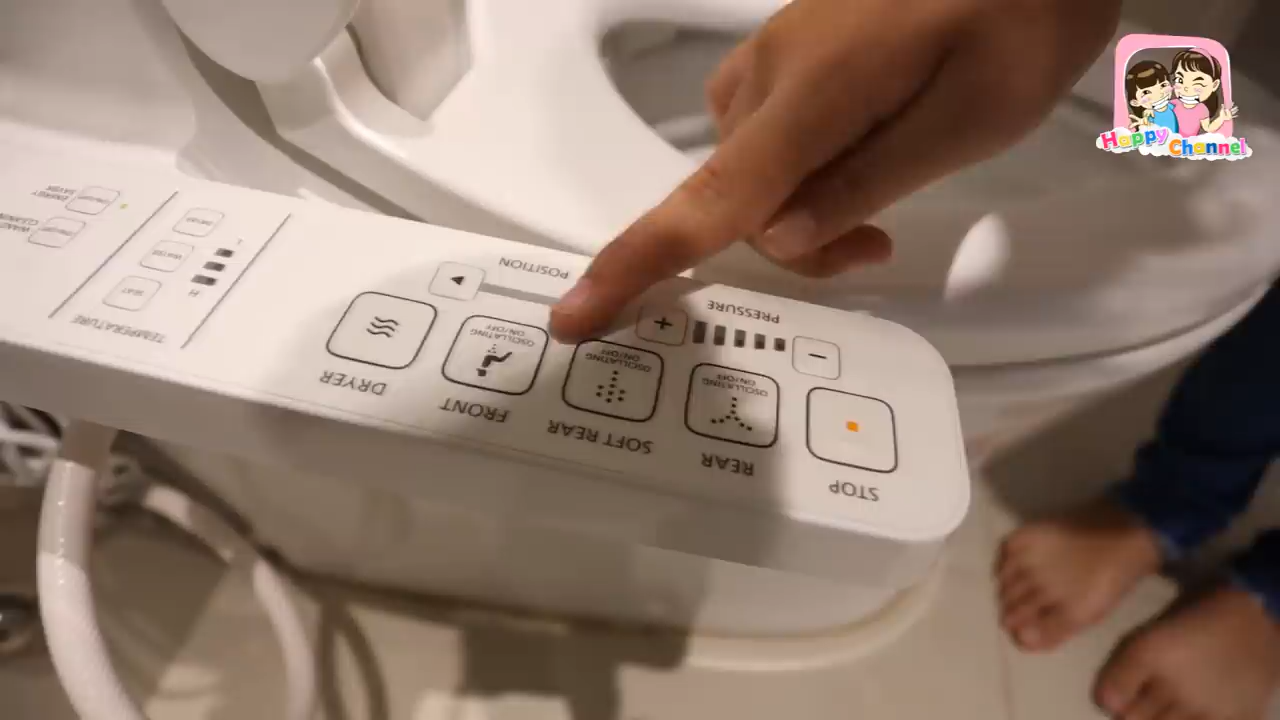 STOP
REAR
OSCILLATING
ON/OFF
SOFT REAR
OSCILLATING
ON/OFF
FRONT
OSCILLATING
ON/OFF
DRYER
−
PRESSURE
+
POSITION
TEMPERATURE
SEAT
WATER
H
L
ENERGY
SAVER
Happy Channel